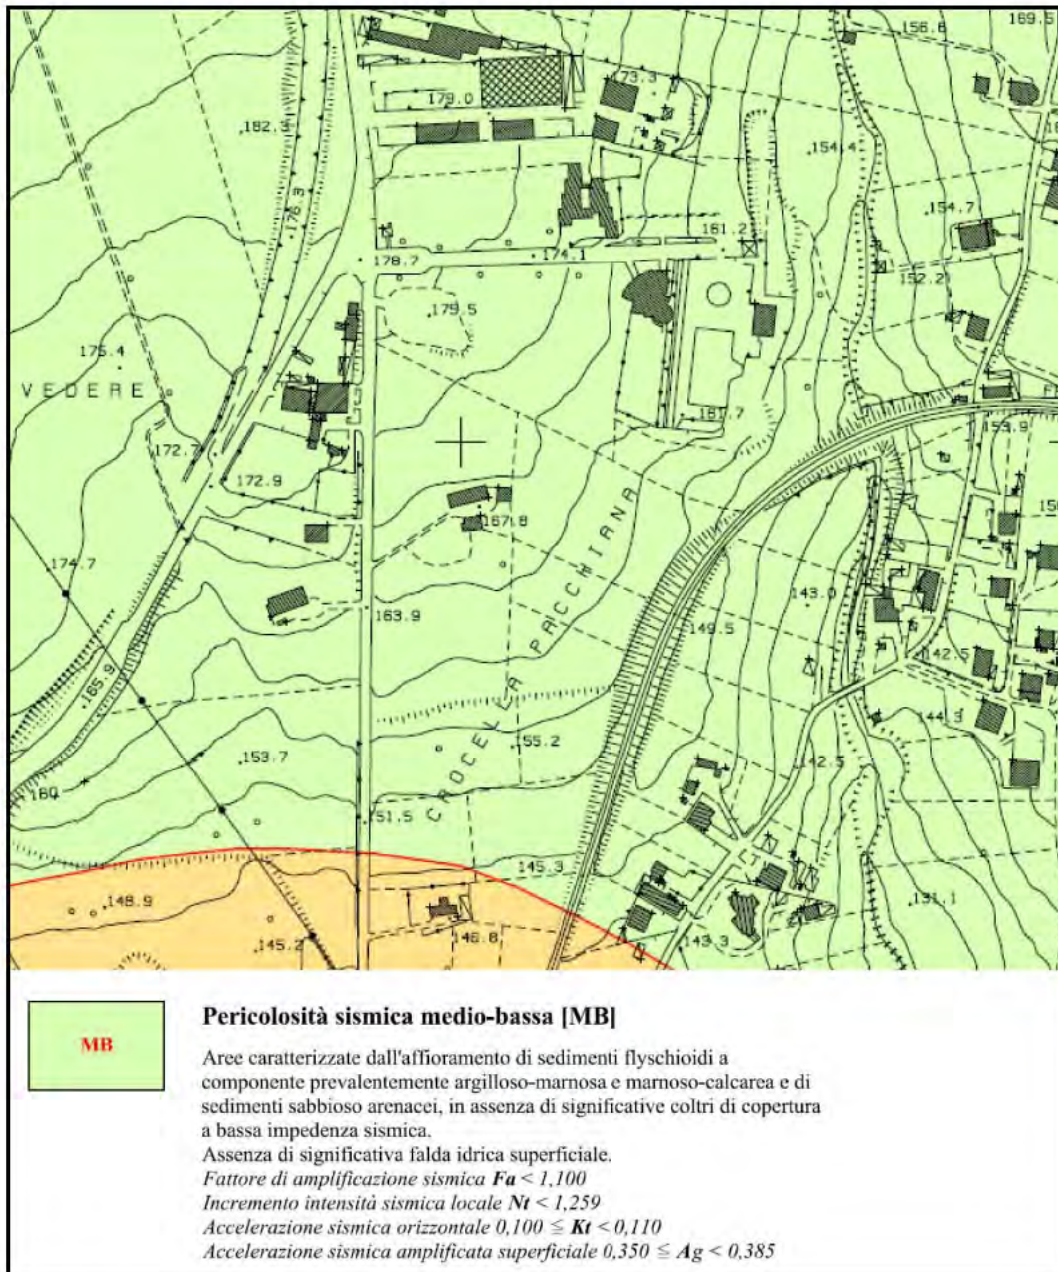 169.5
156.6
173.3
179.0
182.3
154.4
176.3
154.7
161.2
178.7
174.1
152.2
179.5
175.4
VEDERE
161.7
153.9
172.7
172.9
167.8
174.7
143.0
163.9
149.5
142.5
165.9
144.3
CROCELLA PACCHIANA
155.2
153.7
142.5
160
151.5
145.3
148.9
131.1
146.8
145.2
143.3
MB
Pericolosità sismica medio-bassa [MB]
Aree caratterizzate dall'affioramento di sedimenti flyschioidi a
componente prevalentemente argilloso-marnosa e marnoso-calcarea e di
sedimenti sabbioso arenacei, in assenza di significative coltri di copertura
a bassa impedenza sismica.
Assenza di significativa falda idrica superficiale.
Fattore di amplificazione sismica Fa < 1,100
Incremento intensità sismica locale Nt < 1,259
Accelerazione sismica orizzontale 0,100 ≦ Kt < 0,110
Accelerazione sismica amplificata superficiale 0,350 ≦ Ag < 0,385